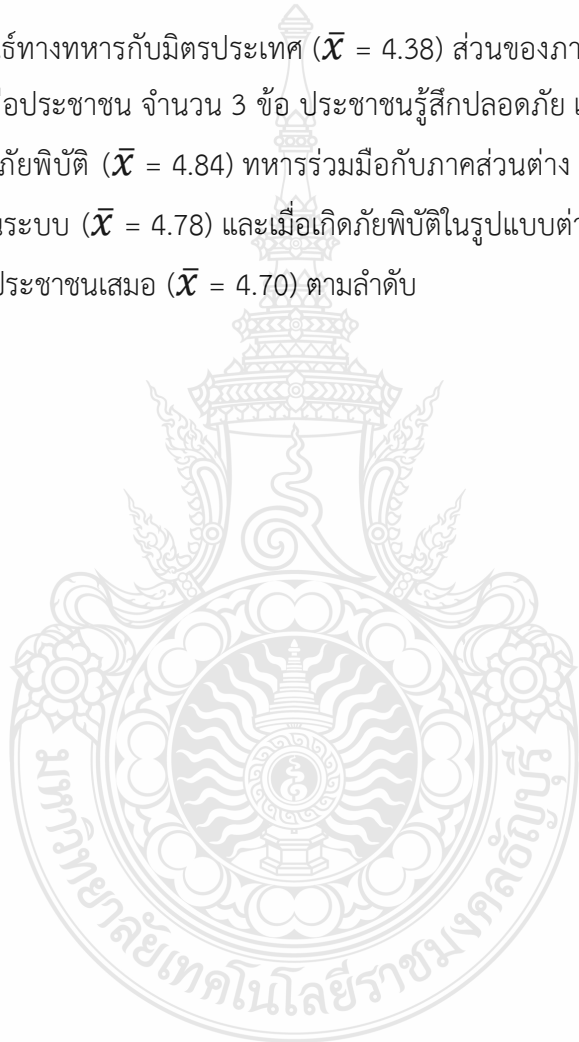 ธ์ทางทหารกับมิตรประเทศ (x̄ = 4.38) ส่วนของภา
อประชาชน จำนวน 3 ข้อ ประชาชนรู้สึกปลอดภัย
ภัยพิบัติ (x̄ = 4.84) ทหารร่วมมือกับภาคส่วนต่าง
ระบบ (x̄ = 4.78) และเมื่อเกิดภัยพิบัติในรูปแบบต่า
ประชาชนเสมอ (x̄ = 4.70) ตามลำดับ
มหาวิทยาลัยเทคโนโลยีราชมงคลธัญบุรี